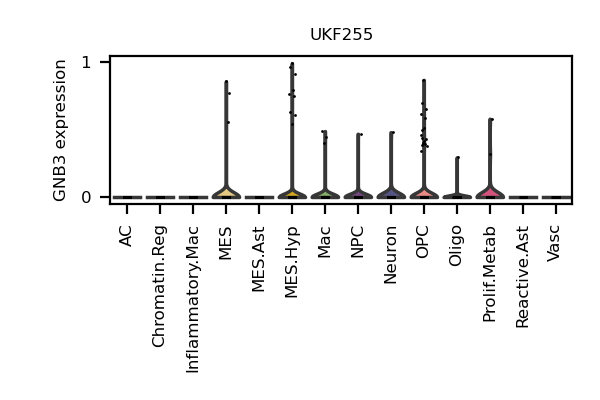 UKF255
GNB3 expression
1
0
AC
Chromatin.Reg
Inflammatory.Mac
MES
MES.Ast
MES.Hyp
Mac
NPC
Neuron
OPC
Oligo
Prolif.Metab
Reactive.Ast
Vasc